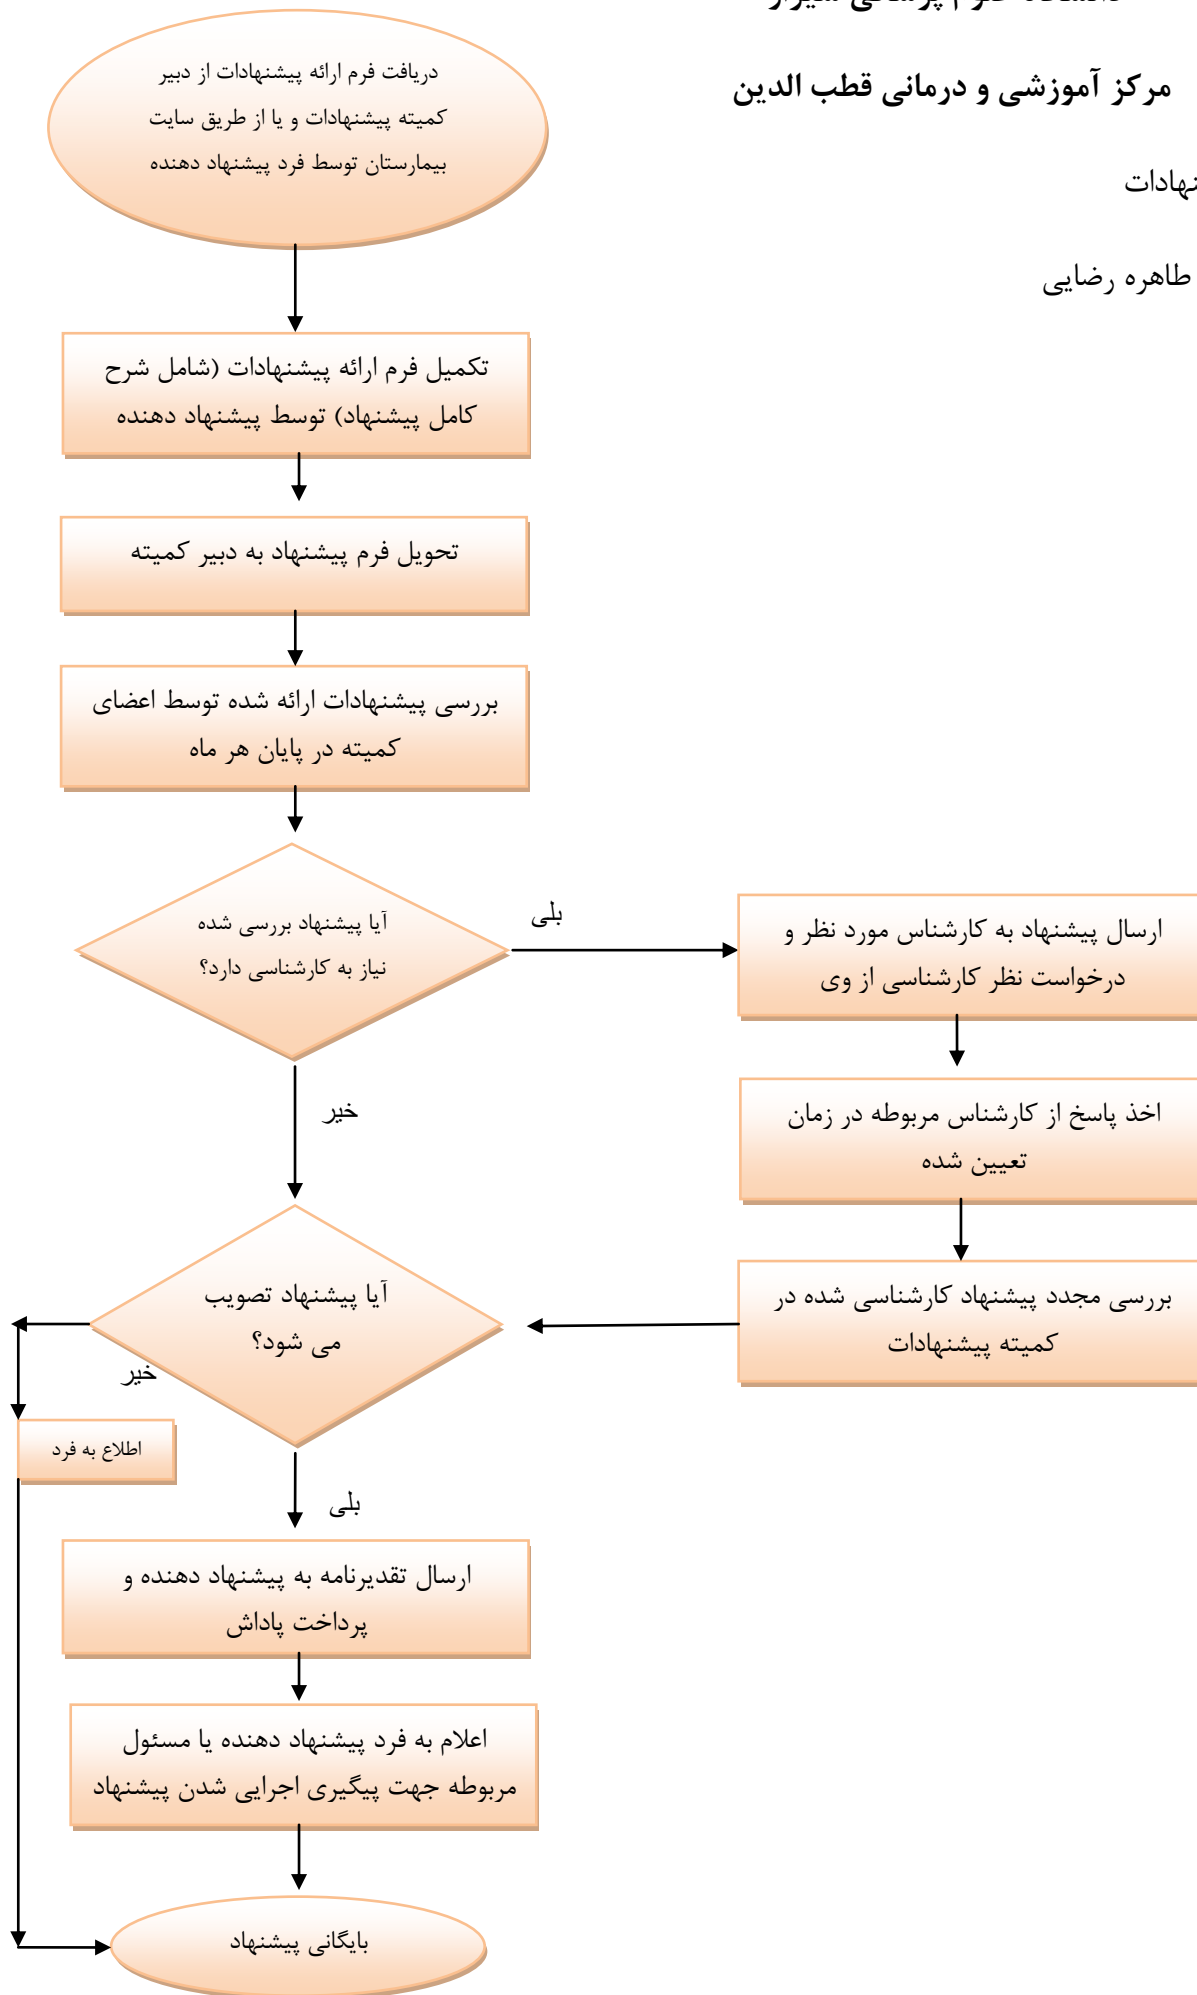 مرکز آموزشی و درمانی قطب الدین
طاهره رضایی
دریافت فرم ارائه پیشنهادات از دبیر
کمیته پیشنهادات و یا از طریق سایت
بیمارستان توسط فرد پیشنهاد دهنده
تکمیل فرم ارائه پیشنهادات (شامل شرح
کامل پیشنهاد) توسط پیشنهاد دهنده
تحویل فرم پیشنهاد به دبیر کمیته
بررسی پیشنهادات ارائه شده توسط اعضای
کمیته در پایان هر ماه
آیا پیشنهاد بررسی شده
نیاز به کارشناسی دارد؟
بلی
ارسال پیشنهاد به کارشناس مورد نظر و
درخواست نظر کارشناسی از وی
خیر
اخذ پاسخ از کارشناس مربوطه در زمان
تعیین شده
بررسی مجدد پیشنهاد کارشناسی شده در
کمیته پیشنهادات
آیا پیشنهاد تصویب
می شود؟
خیر
اطلاع به فرد
بلی
ارسال تقدیرنامه به پیشنهاد دهنده و
پرداخت پاداش
اعلام به فرد پیشنهاد دهنده یا مسئول
مربوطه جهت پیگیری اجرایی شدن پیشنهاد
بایگانی پیشنهاد